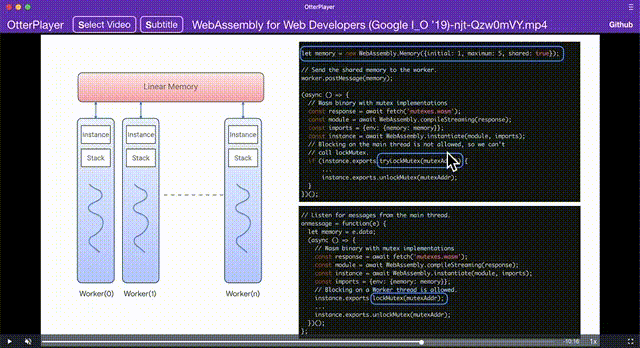 OtterPlayer
OtterPlayer
Select Video
Subtitle
WebAssembly for Web Developers (Google I_O '19)-njt-Qzw0mVY.mp4
Github
Linear Memory
Instance
Stack
Instance
Stack
Instance
Stack
Worker(0)
Worker(1)
Worker(n)
let memory = new WebAssembly.Memory({initial: 1, maximum: 5, shared: true});
// Send the shared memory to the worker.
worker.postMessage(memory);
(async () => {
// Wasm binary with mutex implementations
const response = await fetch("mutexes.wasm");
const module = await WebAssembly.compileStreaming(response);
const imports = {env: {memory: memory}};
const instance = await WebAssembly.instantiate(module, imports);
// Blocking on the main thread is not allowed, so we can't
// call lockMutex.
if (instance.exports.tryLockMutex(mutexAddr)) {
...
instance.exports.unlockMutex(mutexAddr);
}
})();
// Listen for messages from the main thread.
onmessage = function(e) {
let memory = e.data;
(async () => {
// Wasm binary with mutex implementations
const response = await fetch("mutexes.wasm");
const module = await WebAssembly.compileStreaming(response);
const instance = await WebAssembly.instantiate(module, imports);
const imports = {env: {memory: memory}};
// Blocking on a Worker thread is allowed.
instance.exports.lockMutex(mutexAddr);
...
instance.exports.unlockMutex(mutexAddr);
})();
};
-10:16
1x